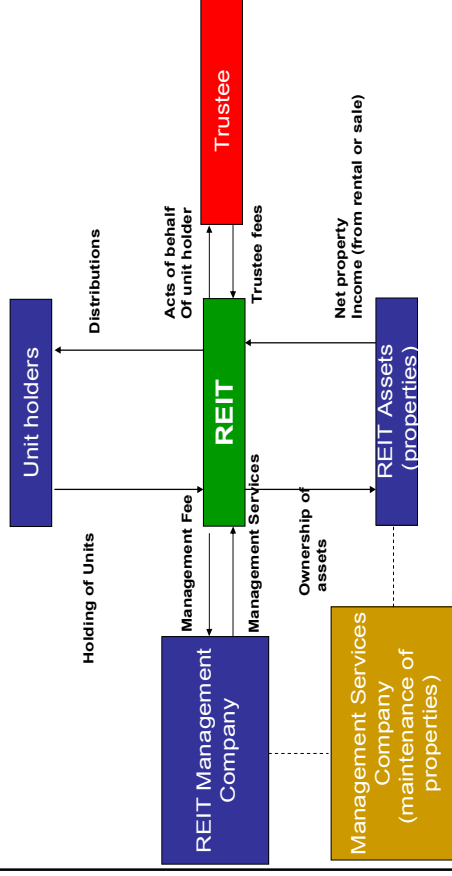 Unit holders
Holding of Units
Distributions
REIT Management
Company
Management Fee
Management Services
REIT
Acts of behalf
Of unit holder
Trustee fees
Trustee
Ownership of
assets
Net property
Income (from rental or sale)
Management Services
Company
(maintenance of
properties)
REIT Assets
(properties)